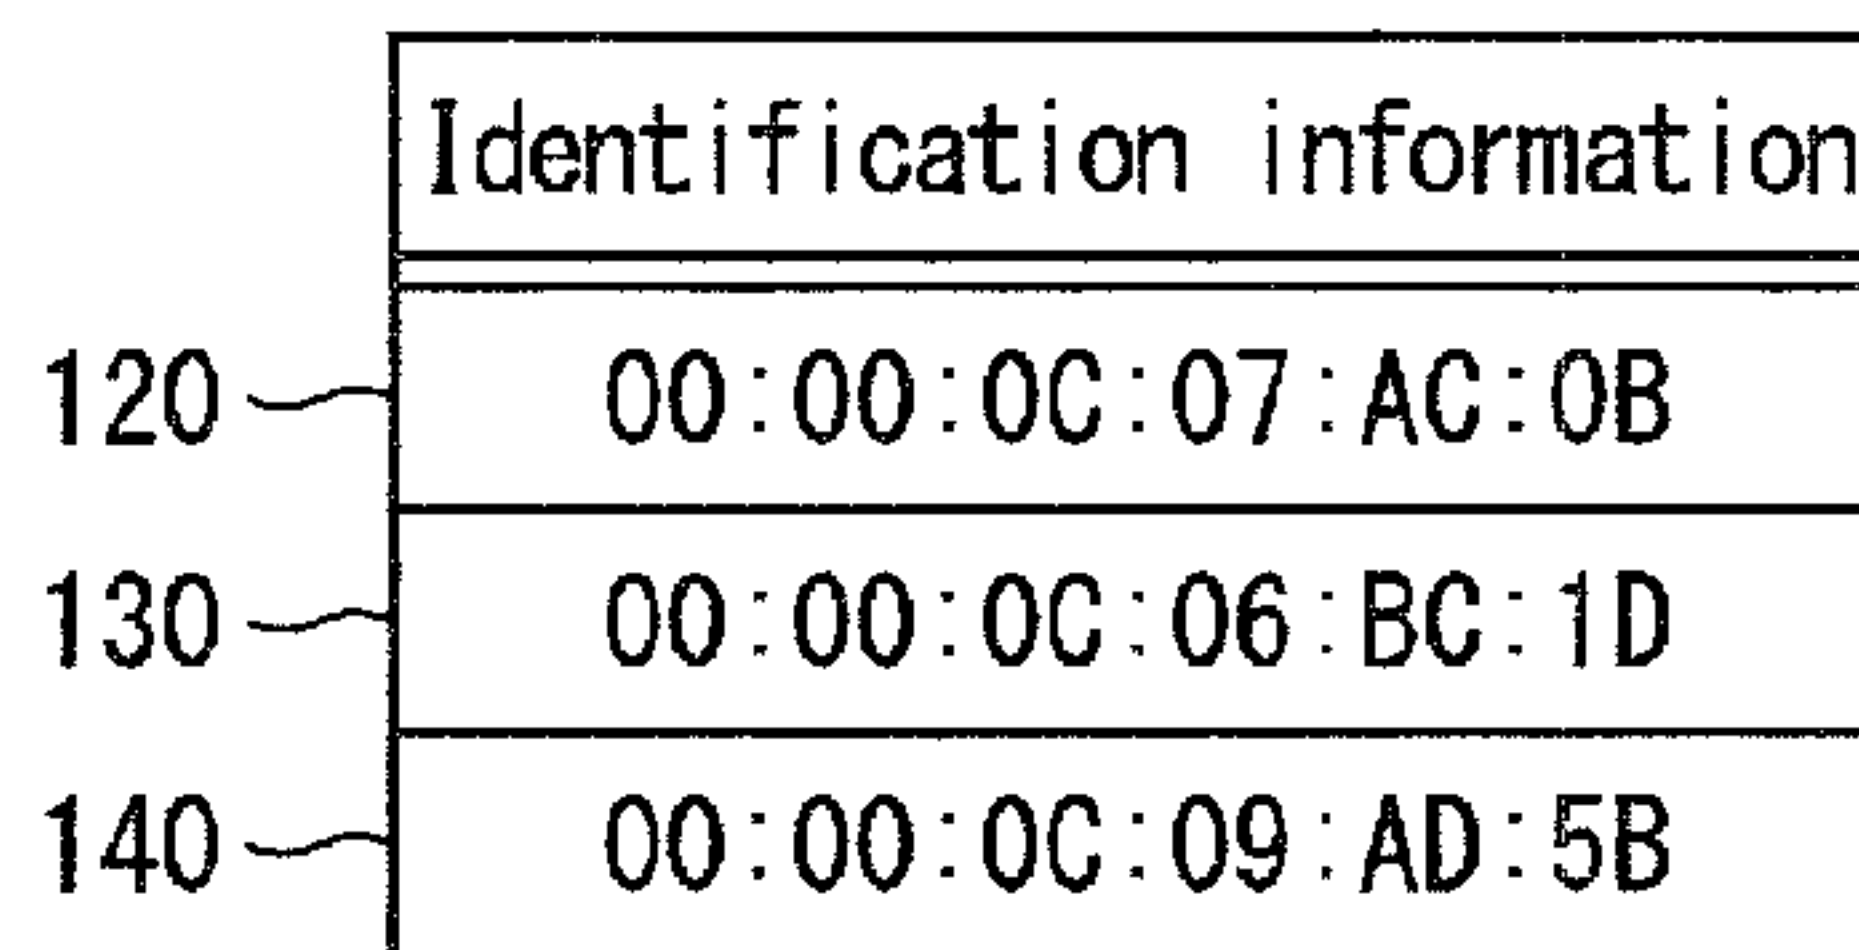 Identification information
120 00:00:0C:07:AC:0B
130 00:00:0C:06:BC:1D
140 00:00:0C:09:AD:5B